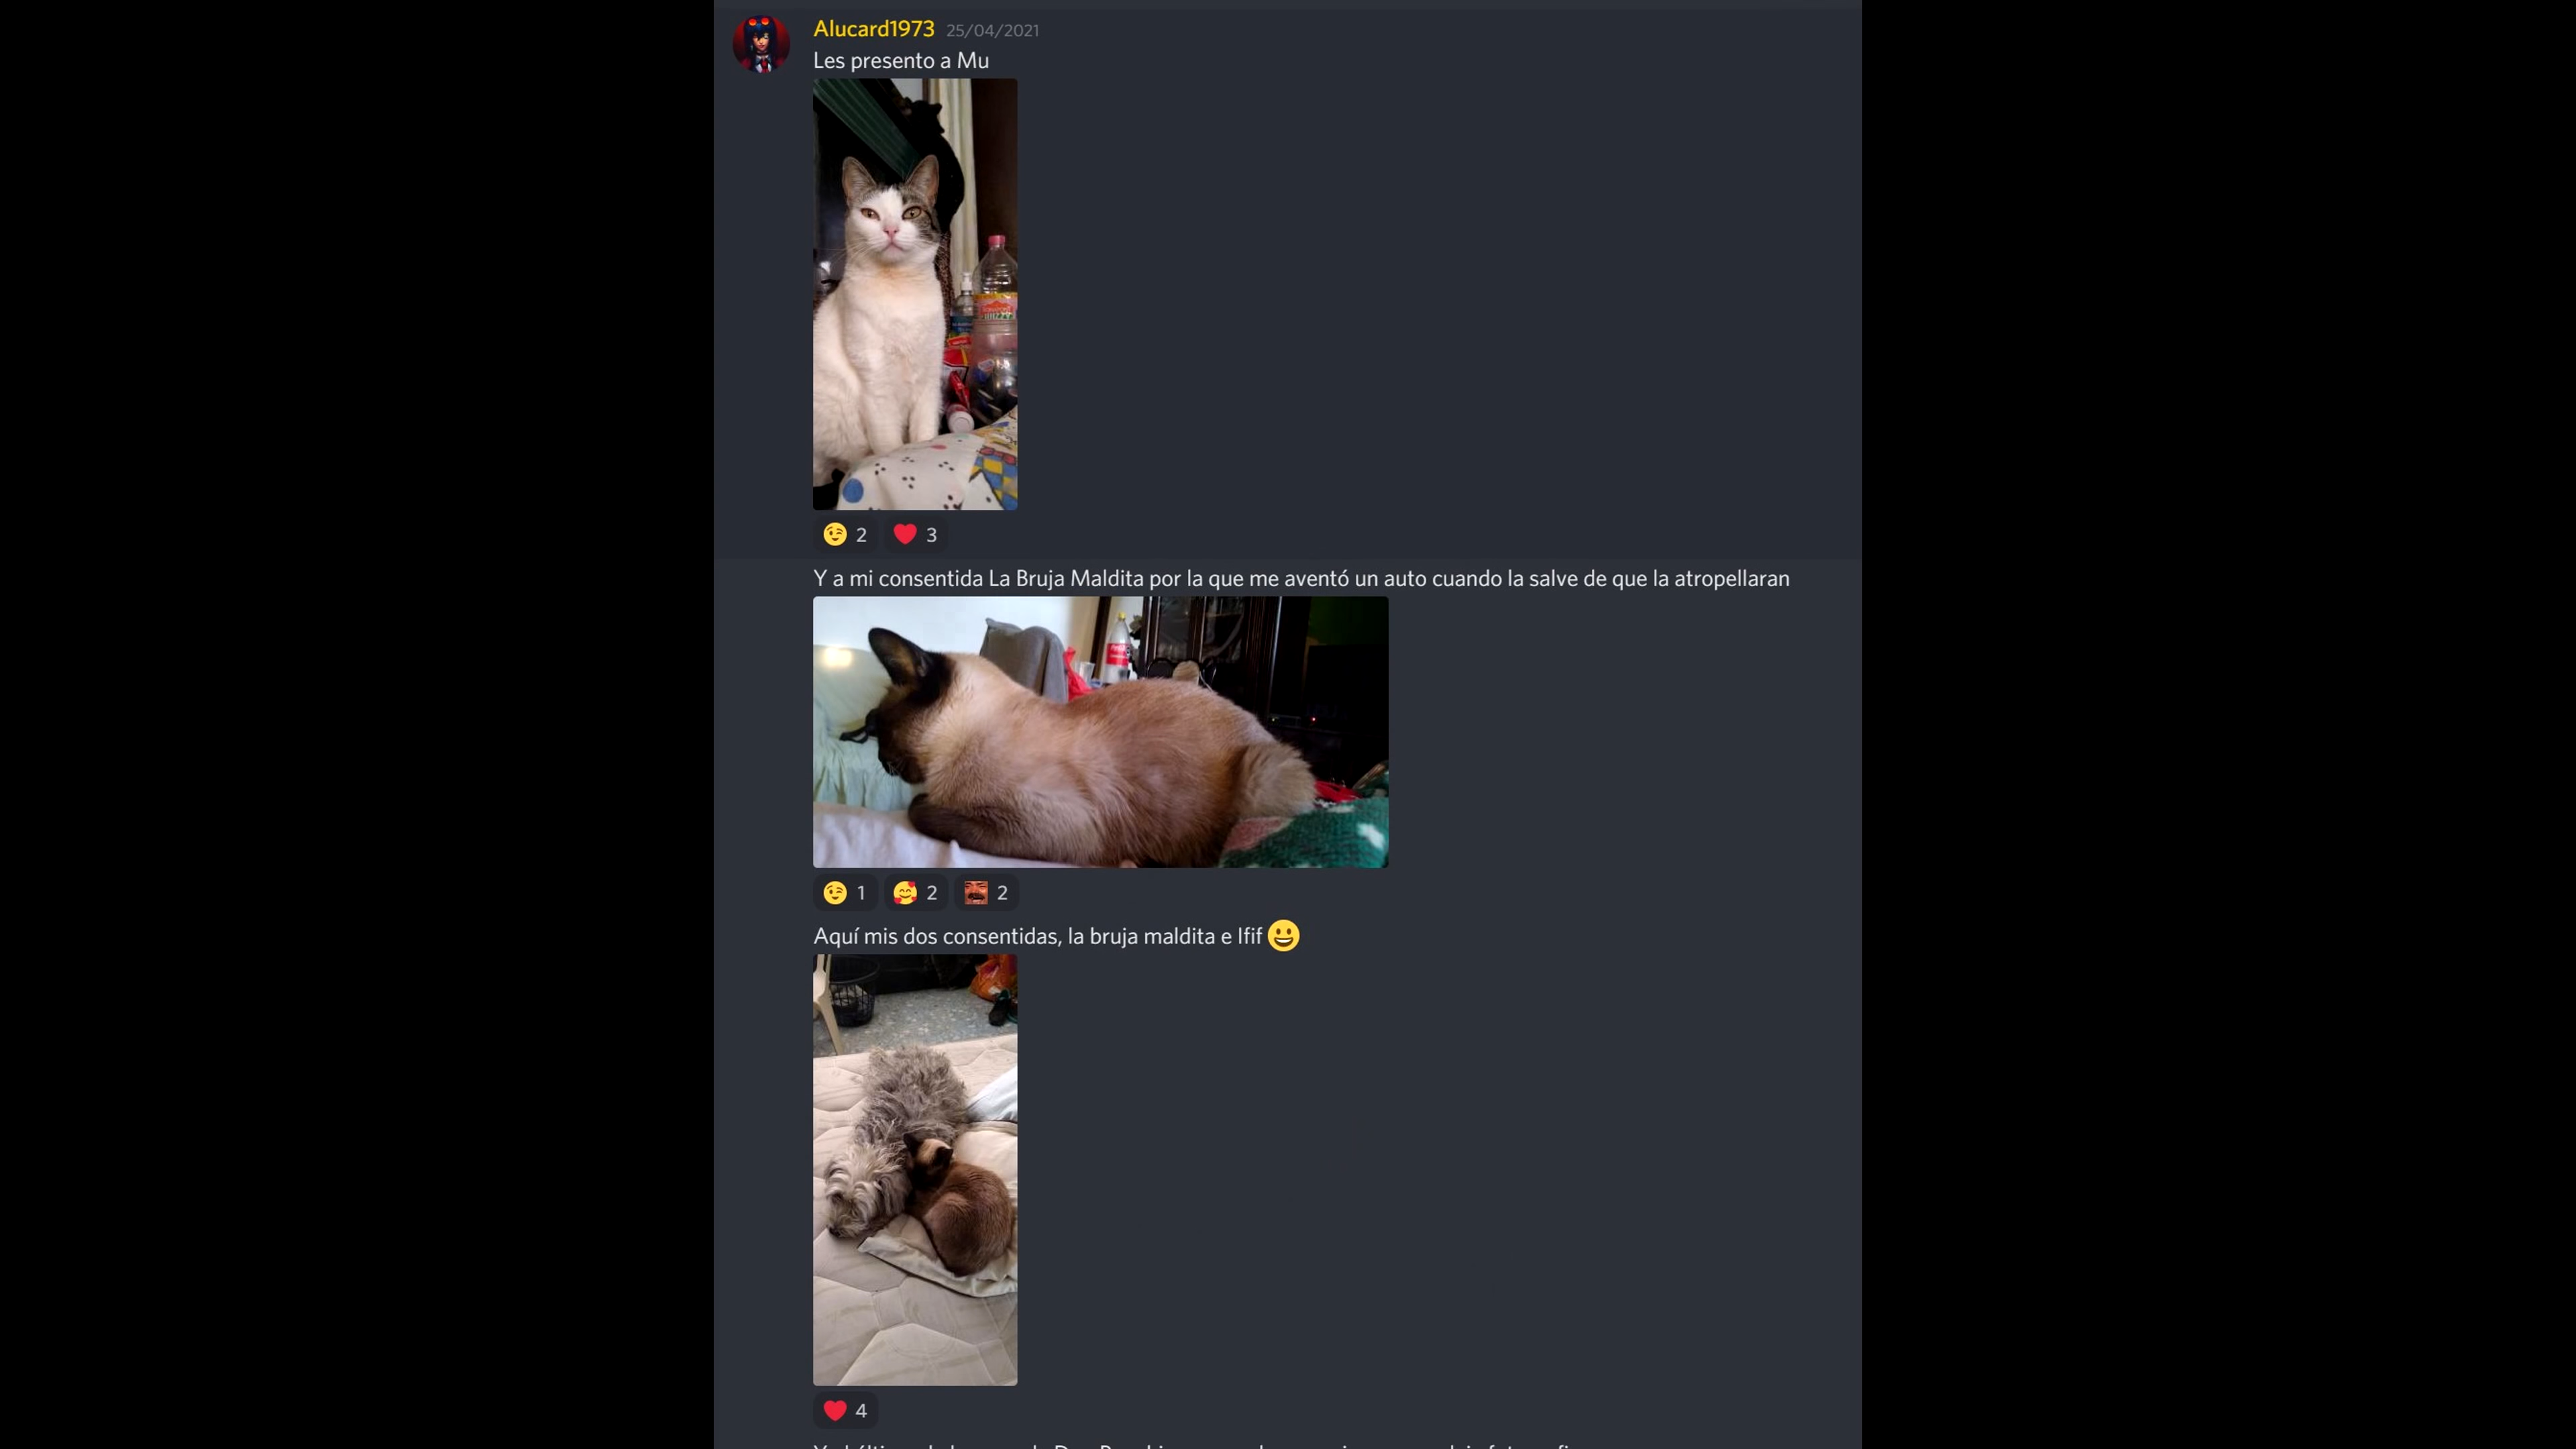 Alucard1973 25/04/2021
Les presento a Mu
2 3
Y a mi consentida La Bruja Maldita por la que me aventó un auto cuando la salve de que la atropellaran
1 2 2
Aquí mis dos consentidas, la bruja maldita e Ifif 😀
4